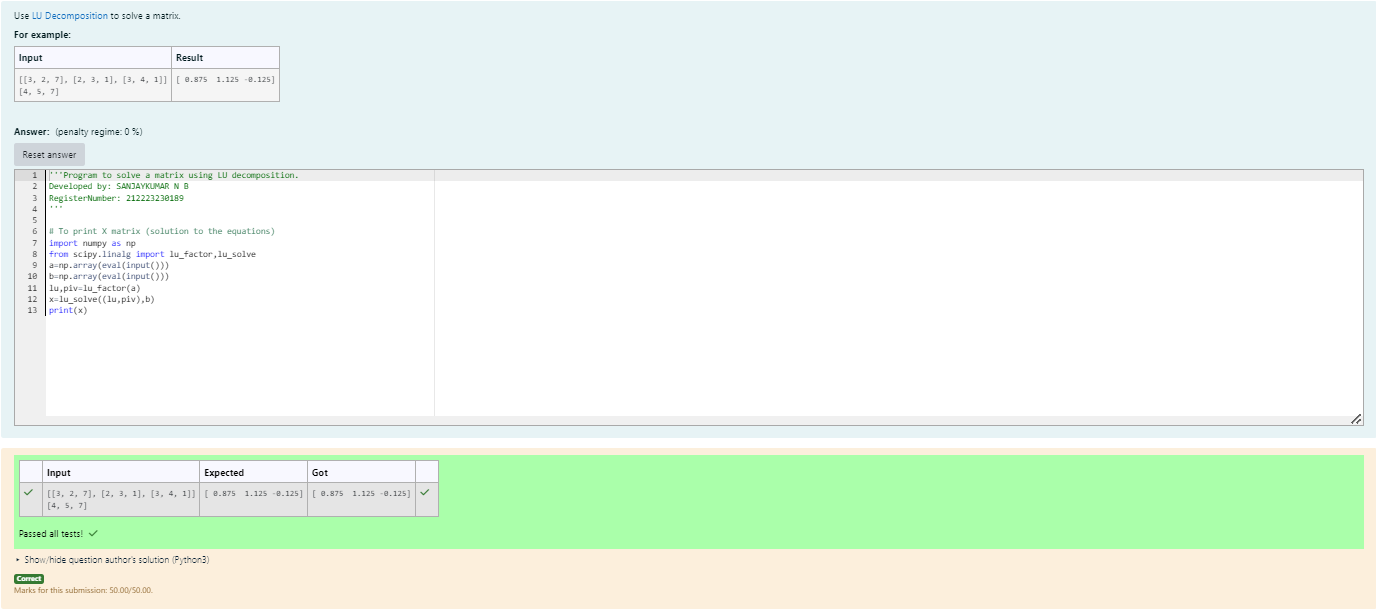 Use LU Decomposition to solve a matrix.
For example:
Input Result
[[3, 2, 7], [2, 3, 1], [3, 4, 1]] [ 0.875  1.125 -0.125]
[4, 5, 7]
Answer: (penalty regime: 0 %)
Reset answer
1 '''Program to solve a matrix using LU decomposition.
2 Developed by: SANJAYKUMAR N B
3 RegisterNumber: 212223230189
4 '''
5
6 # To print X matrix (solution to the equations)
7 import numpy as np
8 from scipy.linalg import lu_factor,lu_solve
9 a=np.array(eval(input()))
10 b=np.array(eval(input()))
11 lu,piv=lu_factor(a)
12 x=lu_solve((lu,piv),b)
13 print(x)
Input Expected Got
[[3, 2, 7], [2, 3, 1], [3, 4, 1]] [ 0.875  1.125 -0.125] [ 0.875  1.125 -0.125]
[4, 5, 7]
Passed all tests!
Show/hide question author's solution (Python3)
Correct
Marks for this submission: 50.00/50.00.